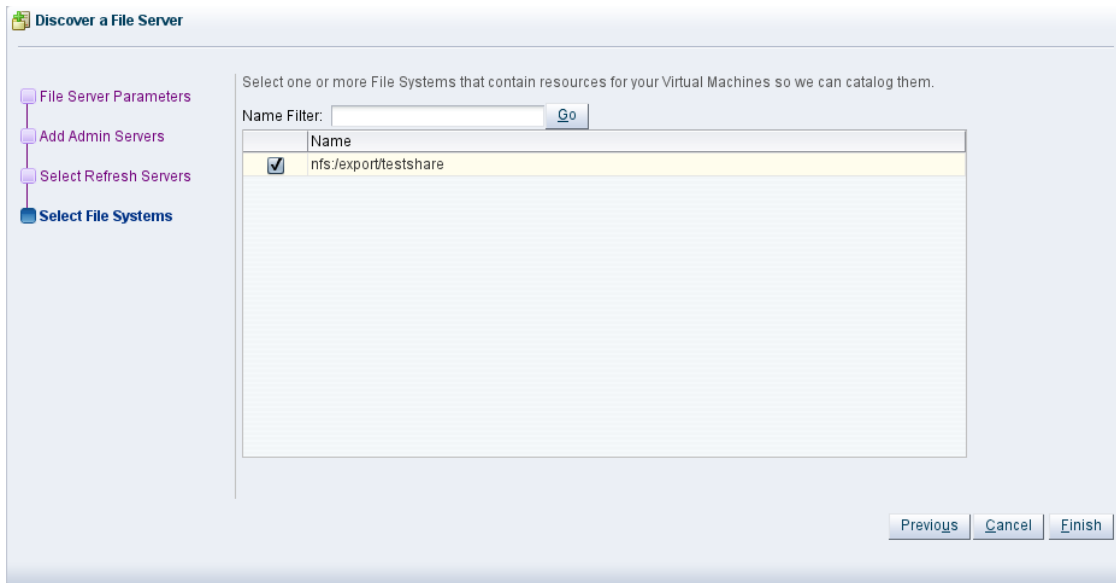 Discover a File Server
File Server Parameters
Add Admin Servers
Select Refresh Servers
Select File Systems
Select one or more File Systems that contain resources for your Virtual Machines so we can catalog them.
Name Filter: Go
Name
nfs:/export/testshare
Previous Cancel Finish